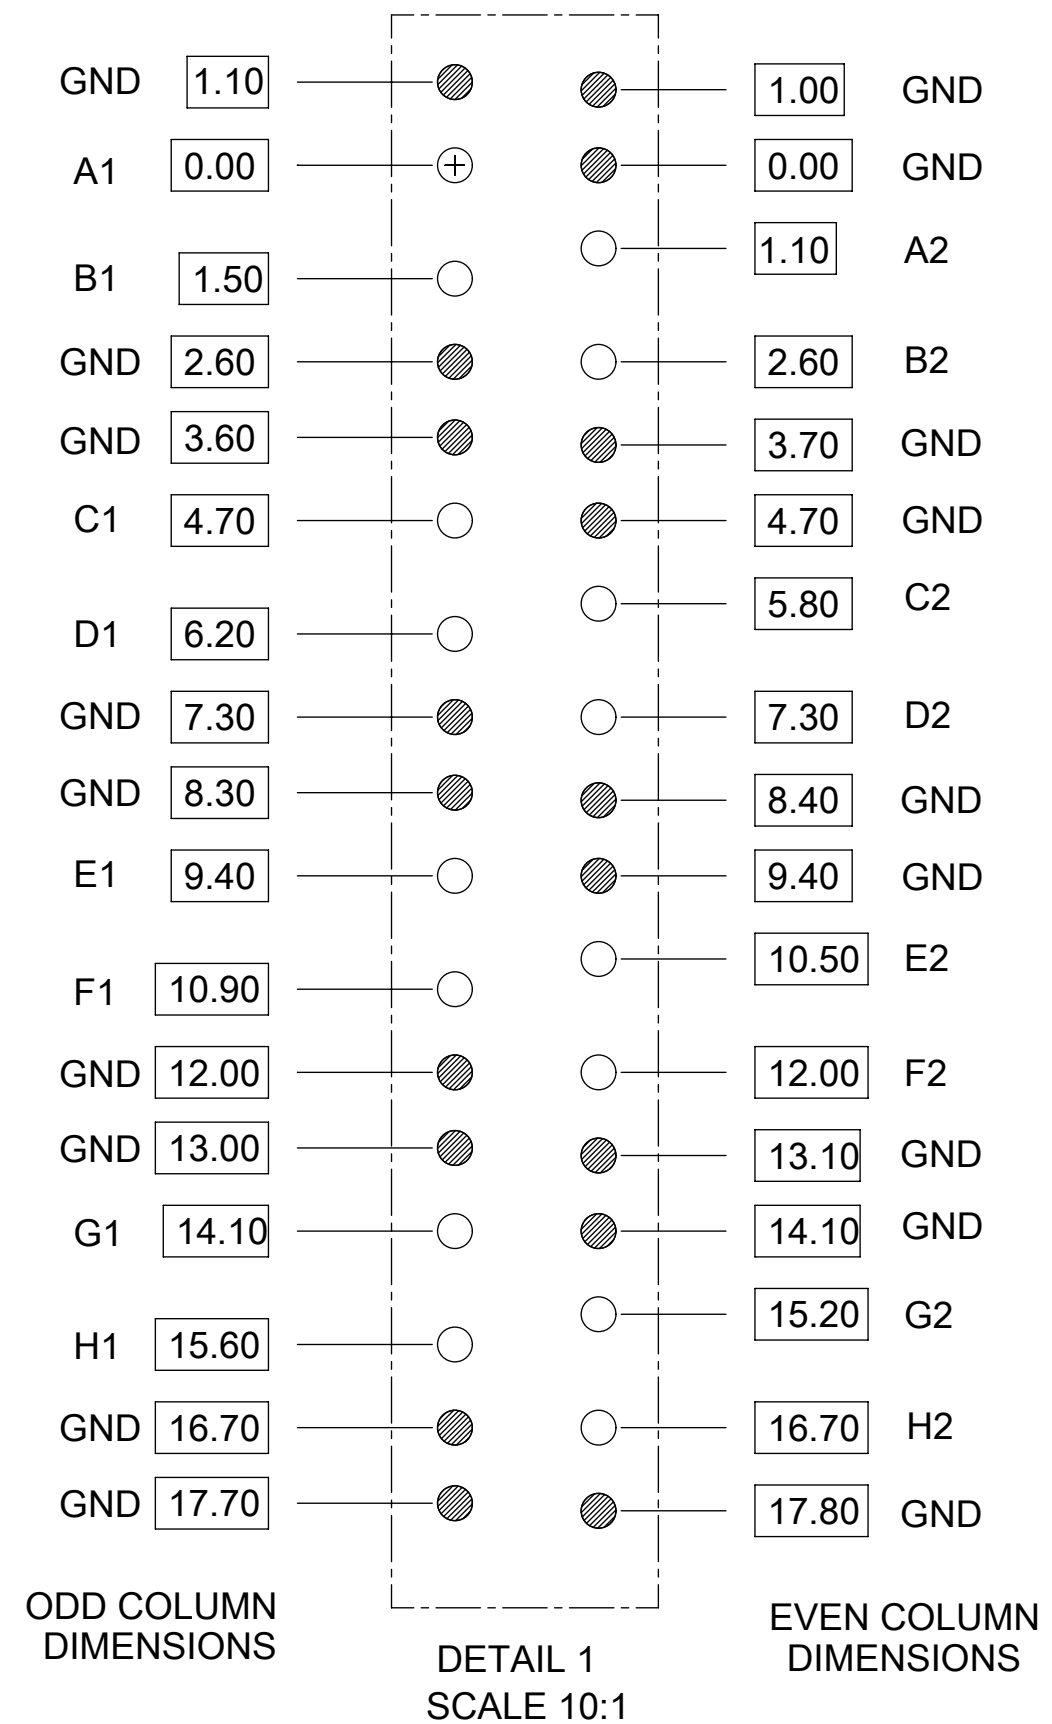 GND 1.10 1.00 GND
A1 0.00 0.00 GND
1.10 A2
B1 1.50
GND 2.60 2.60 B2
GND 3.60 3.70 GND
C1 4.70 4.70 GND
5.80 C2
D1 6.20
GND 7.30 7.30 D2
GND 8.30 8.40 GND
E1 9.40 9.40 GND
10.50 E2
F1 10.90
GND 12.00 12.00 F2
GND 13.00 13.10 GND
G1 14.10 14.10 GND
15.20 G2
H1 15.60
GND 16.70 16.70 H2
GND 17.70 17.80 GND
ODD COLUMN
DIMENSIONS
EVEN COLUMN
DIMENSIONS
DETAIL 1
SCALE 10:1